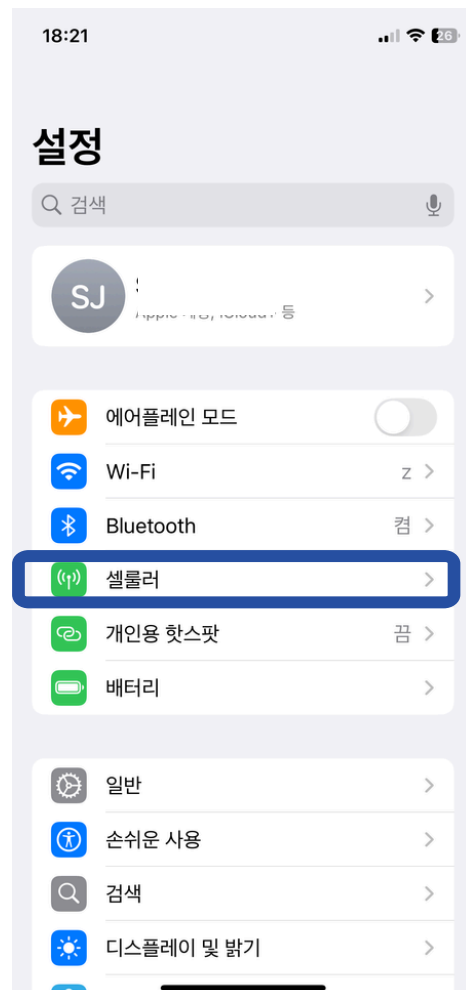 18:21
26
설정
검색
SJ
등
에어플레인 모드
Wi-Fi
z
Bluetooth
켬
셀룰러
개인용 핫스팟
끔
배터리
일반
손쉬운 사용
검색
디스플레이 및 밝기